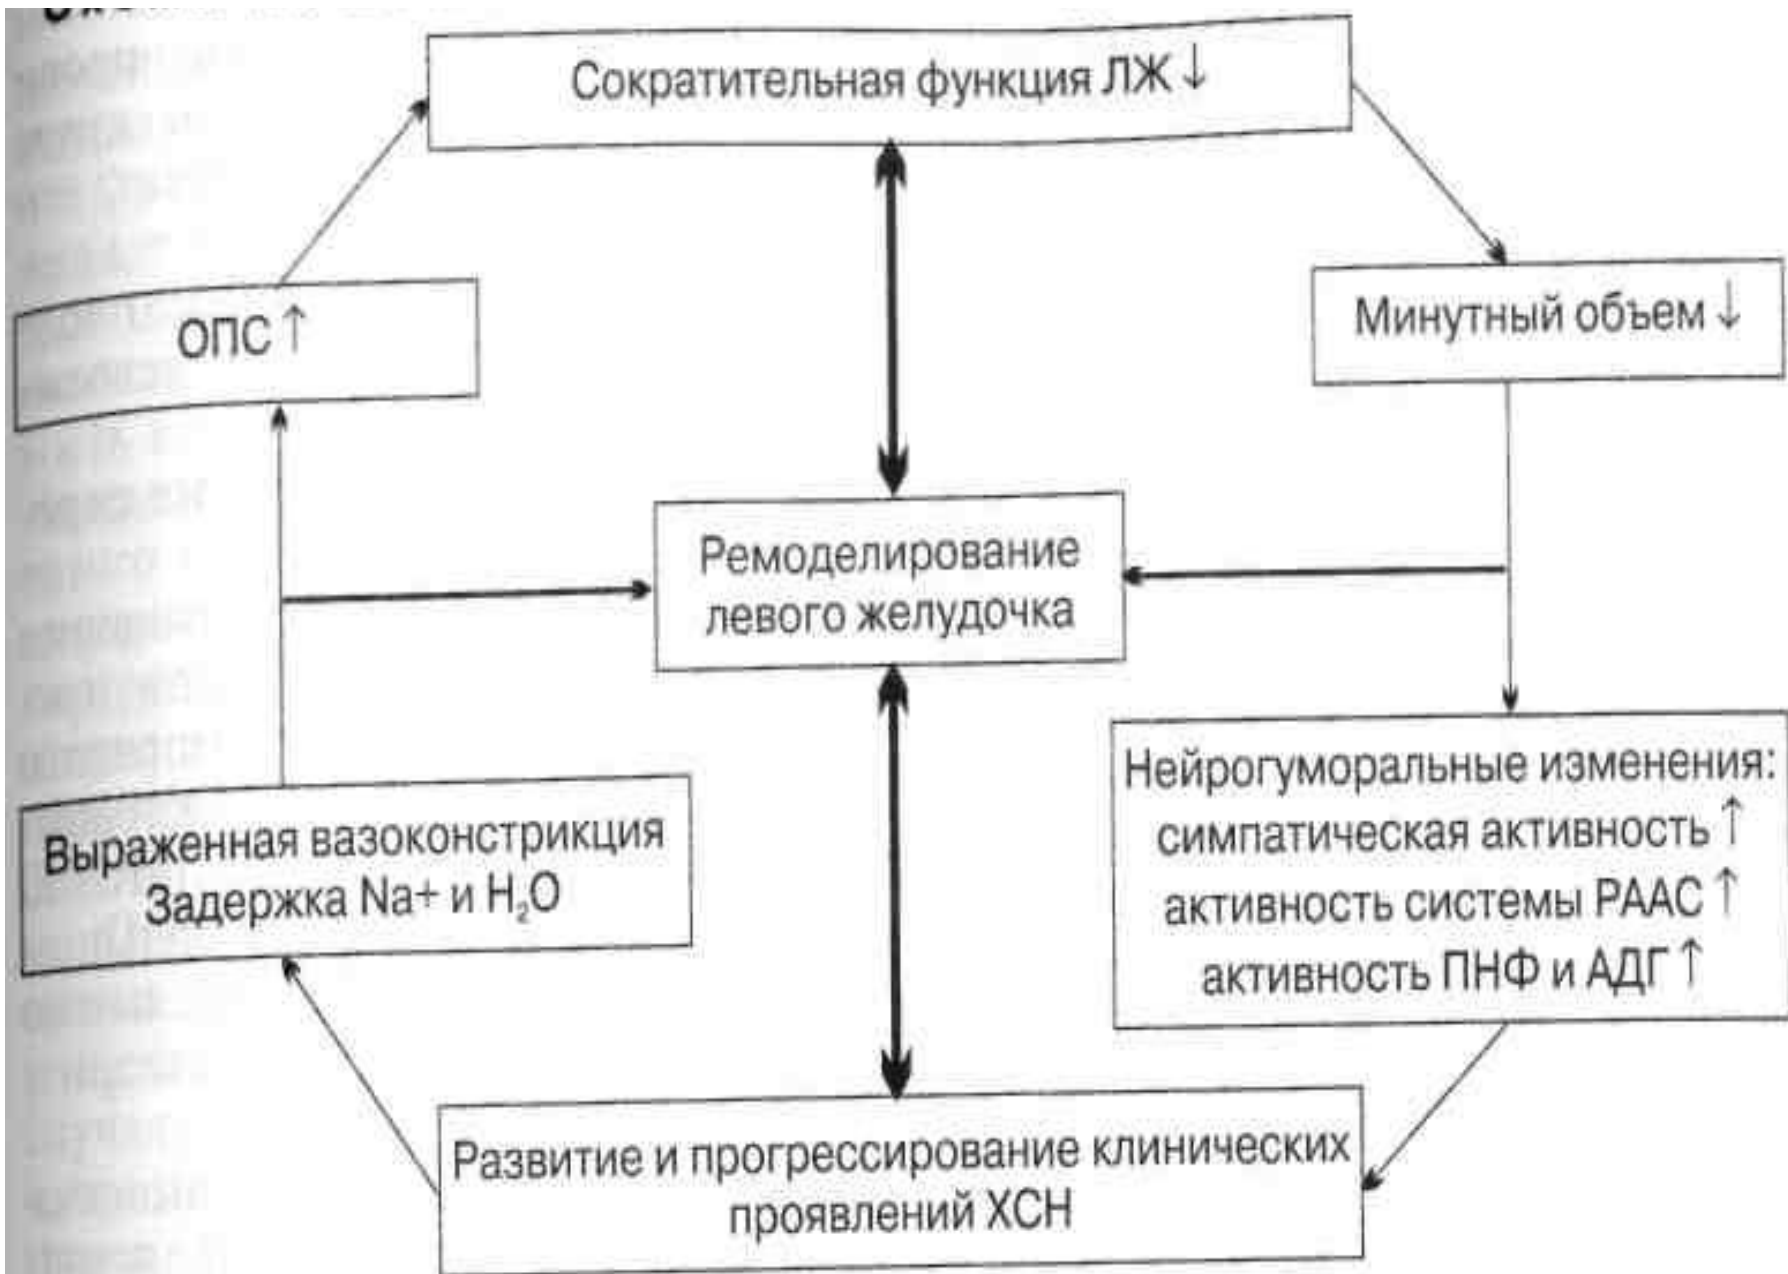 Сократительная функция ЛЖ ↓
ОПС ↑
Минутный объем ↓
Ремоделирование
левого желудочка
Выраженная вазоконстрикция
Задержка Na+ и H₂O
Нейрогуморальные изменения:
симпатическая активность ↑
активность системы РААС ↑
активность ПНФ и АДГ ↑
Развитие и прогрессирование клинических
проявлений ХСН